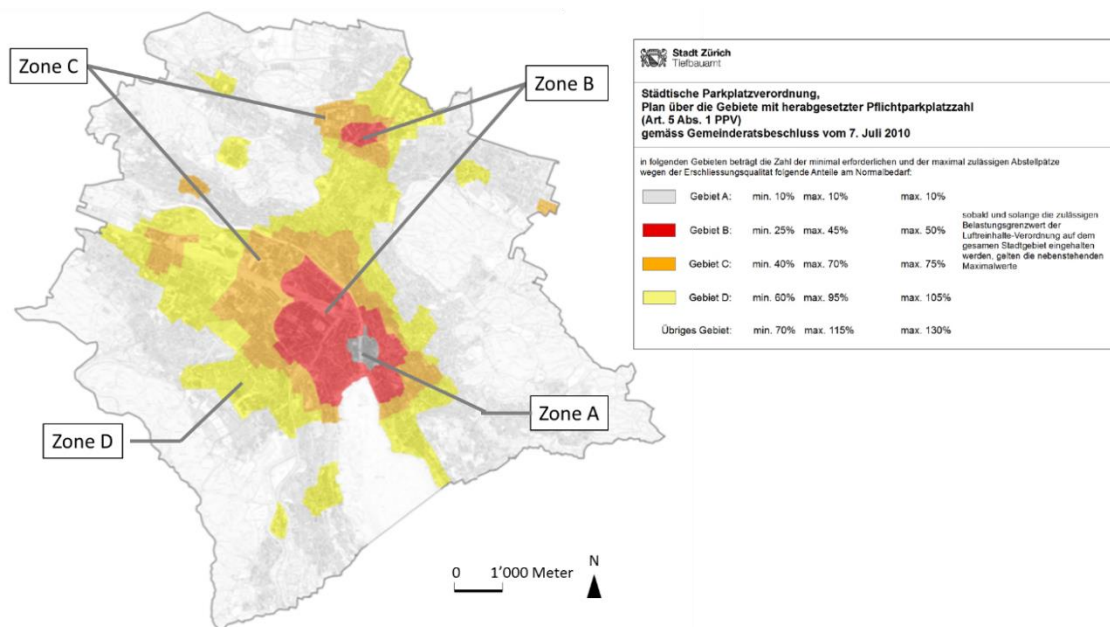 Zone C
Zone B
Zone A
Zone D
0 1'000 Meter
N
Stadt Zürich
Tiefbauamt
Städtische Parkplatzverordnung,
Plan über die Gebiete mit herabgesetzter Pflichtparkplatzzahl
(Art. 5 Abs. 1 PPV)
gemäss Gemeinderatsbeschluss vom 7. Juli 2010
in folgenden Gebieten beträgt die Zahl der minimal erforderlichen und der maximal zulässigen Abstellpätze
wegen der Erschliessungsqualität folgende Anteile am Normalbedarf:
Gebiet A: min. 10% max. 10% max. 10%
Gebiet B: min. 25% max. 45% max. 50%
Gebiet C: min. 40% max. 70% max. 75%
Gebiet D: min. 60% max. 95% max. 105%
Übriges Gebiet: min. 70% max. 115% max. 130%
sobald und solange die zulässigen
Belastungsgrenzwert der
Luftreinhalte-Verordnung auf dem
gesamen Stadtgebiet eingehalten
werden, gelten die nebenstehenden
Maximalwerte